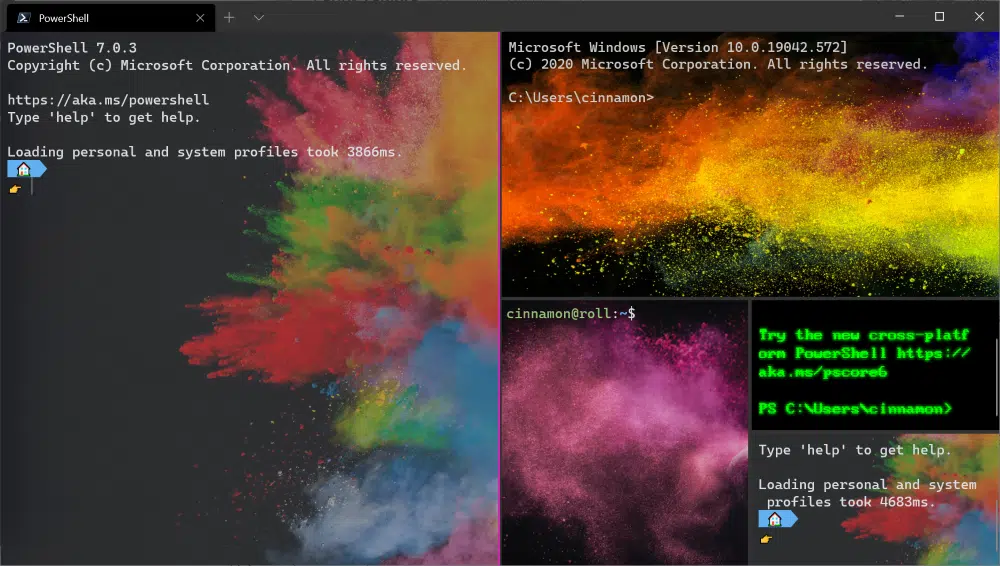 PowerShell
PowerShell 7.0.3
Copyright (c) Microsoft Corporation. All rights reserved.
https://aka.ms/powershell
Type 'help' to get help.
Loading personal and system profiles took 3866ms.
Microsoft Windows [Version 10.0.19042.572]
(c) 2020 Microsoft Corporation. All rights reserved.
C:\Users\cinnamon>
cinnamon@roll:~$
Try the new cross-platf
orm PowerShell https://
aka.ms/pscore6
PS C:\Users\cinnamon>
Type 'help' to get help.
Loading personal and system
profiles took 4683ms.